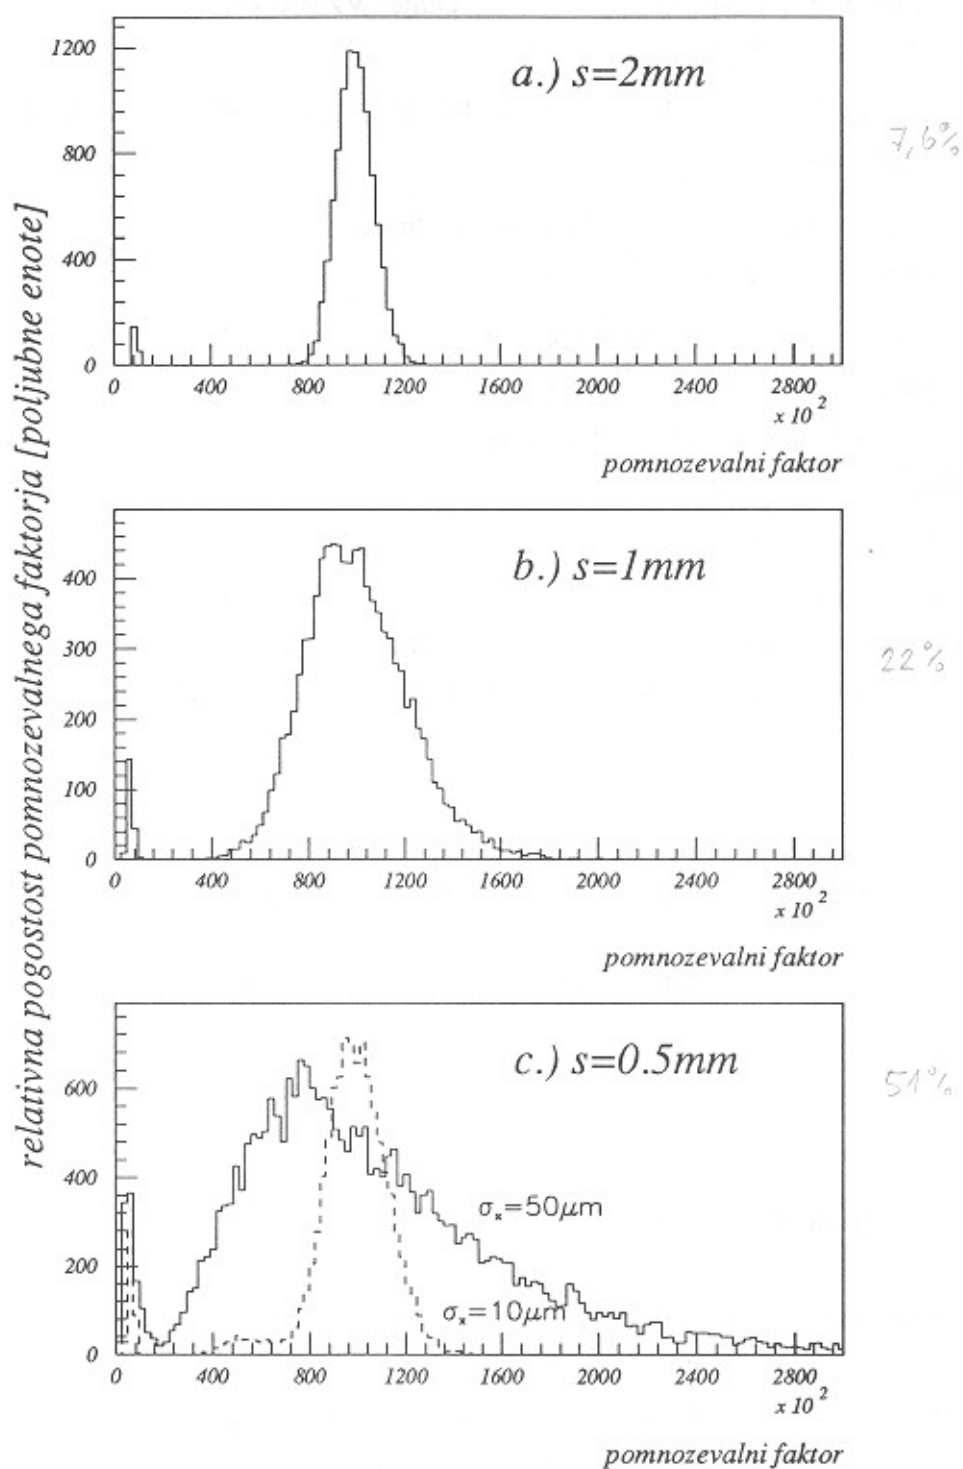 relativna pogostost pomnozevalnega faktorja [poljubne enote]
a.) s=2mm
7,6%
1200
800
400
0
0 400 800 1200 1600 2000 2400 2800
x 10 2
pomnozevalni faktor
b.) s=1mm
22%
400
300
200
100
0
0 400 800 1200 1600 2000 2400 2800
x 10 2
pomnozevalni faktor
c.) s=0.5mm
51%
600
400
200
0
σx=50μm
σx=10μm
0 400 800 1200 1600 2000 2400 2800
x 10 2
pomnozevalni faktor